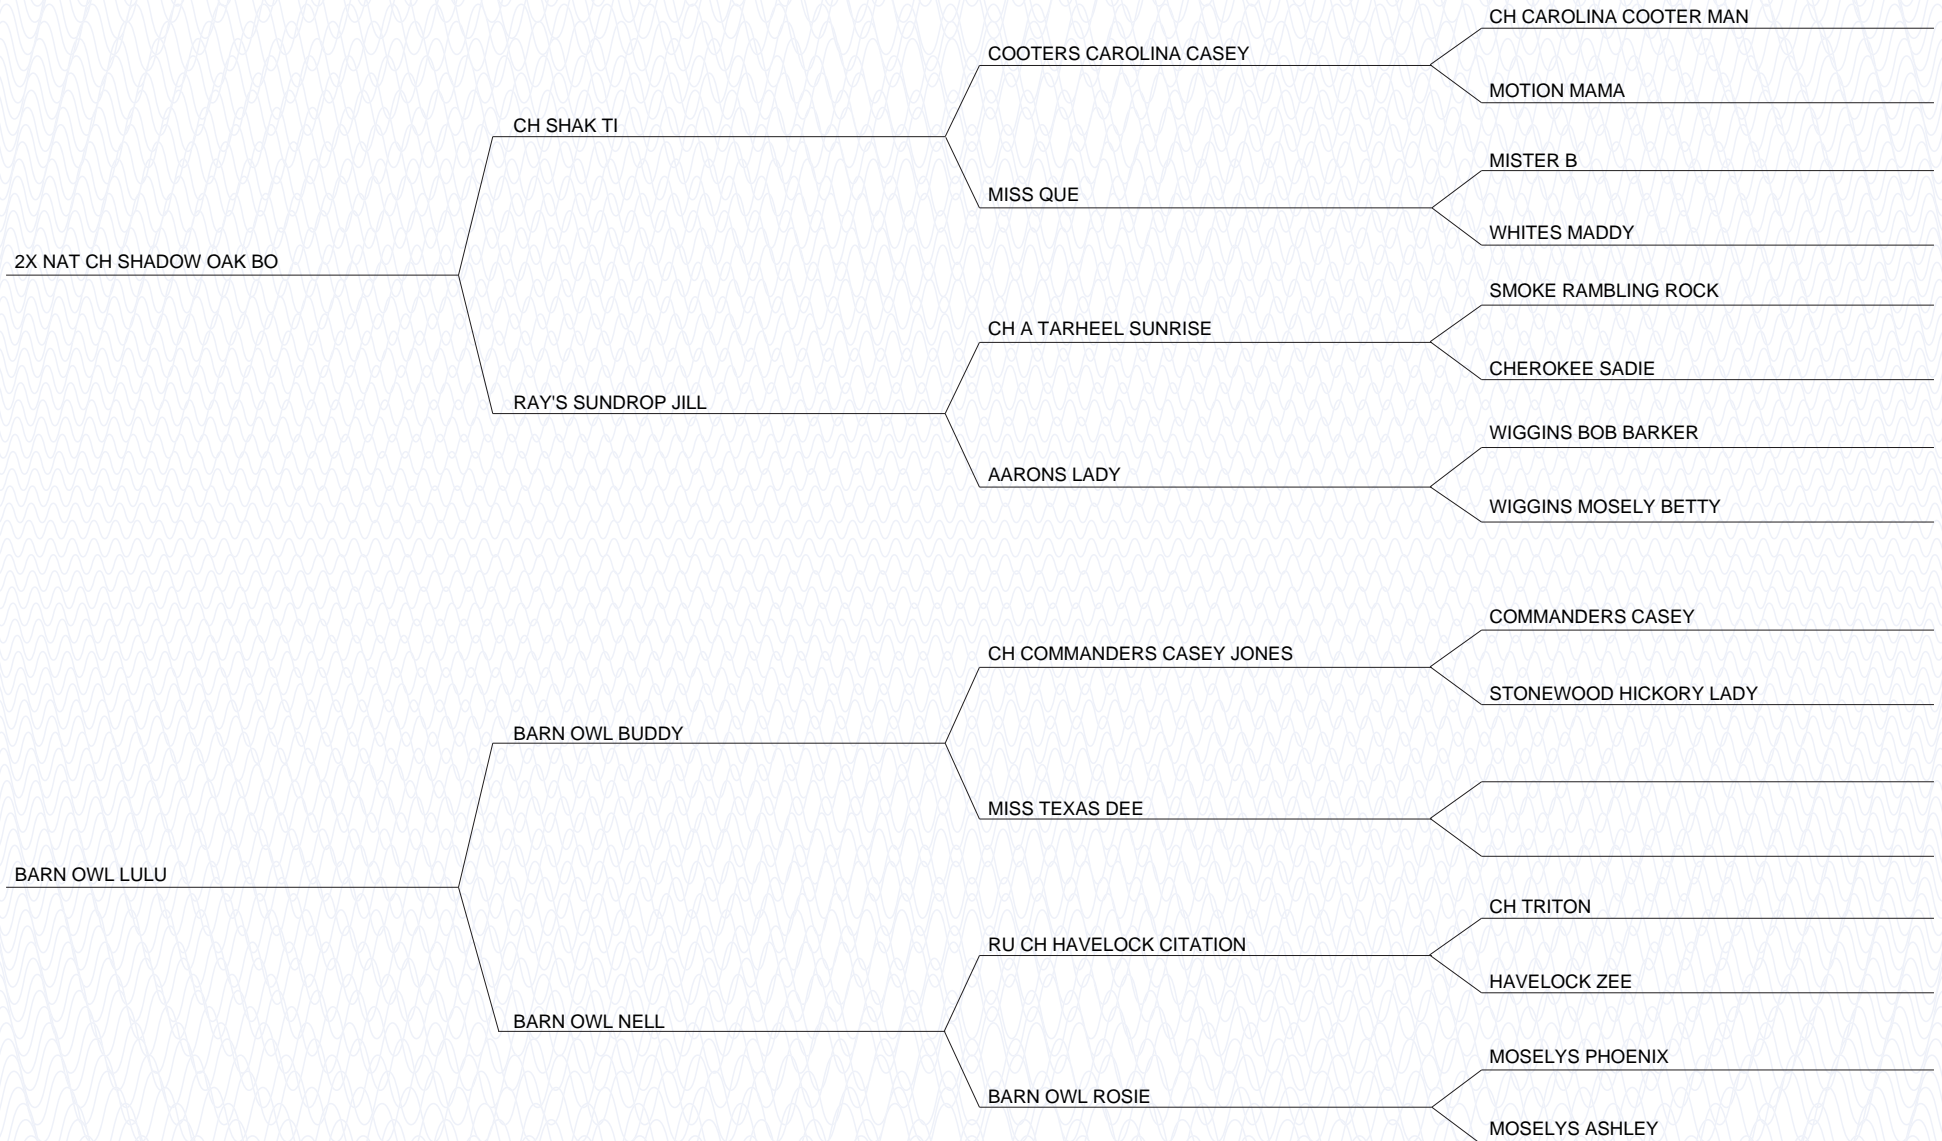 CH CAROLINA COOTER MAN
COOTERS CAROLINA CASEY
MOTION MAMA
CH SHAK TI
MISTER B
MISS QUE
WHITES MADDY
2X NAT CH SHADOW OAK BO
SMOKE RAMBLING ROCK
CH A TARHEEL SUNRISE
CHEROKEE SADIE
RAY'S SUNDROP JILL
WIGGINS BOB BARKER
AARONS LADY
WIGGINS MOSELY BETTY
COMMANDERS CASEY
CH COMMANDERS CASEY JONES
STONEWOOD HICKORY LADY
BARN OWL BUDDY
MISS TEXAS DEE
BARN OWL LULU
CH TRITON
RU CH HAVELOCK CITATION
HAVELOCK ZEE
BARN OWL NELL
MOSELYS PHOENIX
BARN OWL ROSIE
MOSELYS ASHLEY